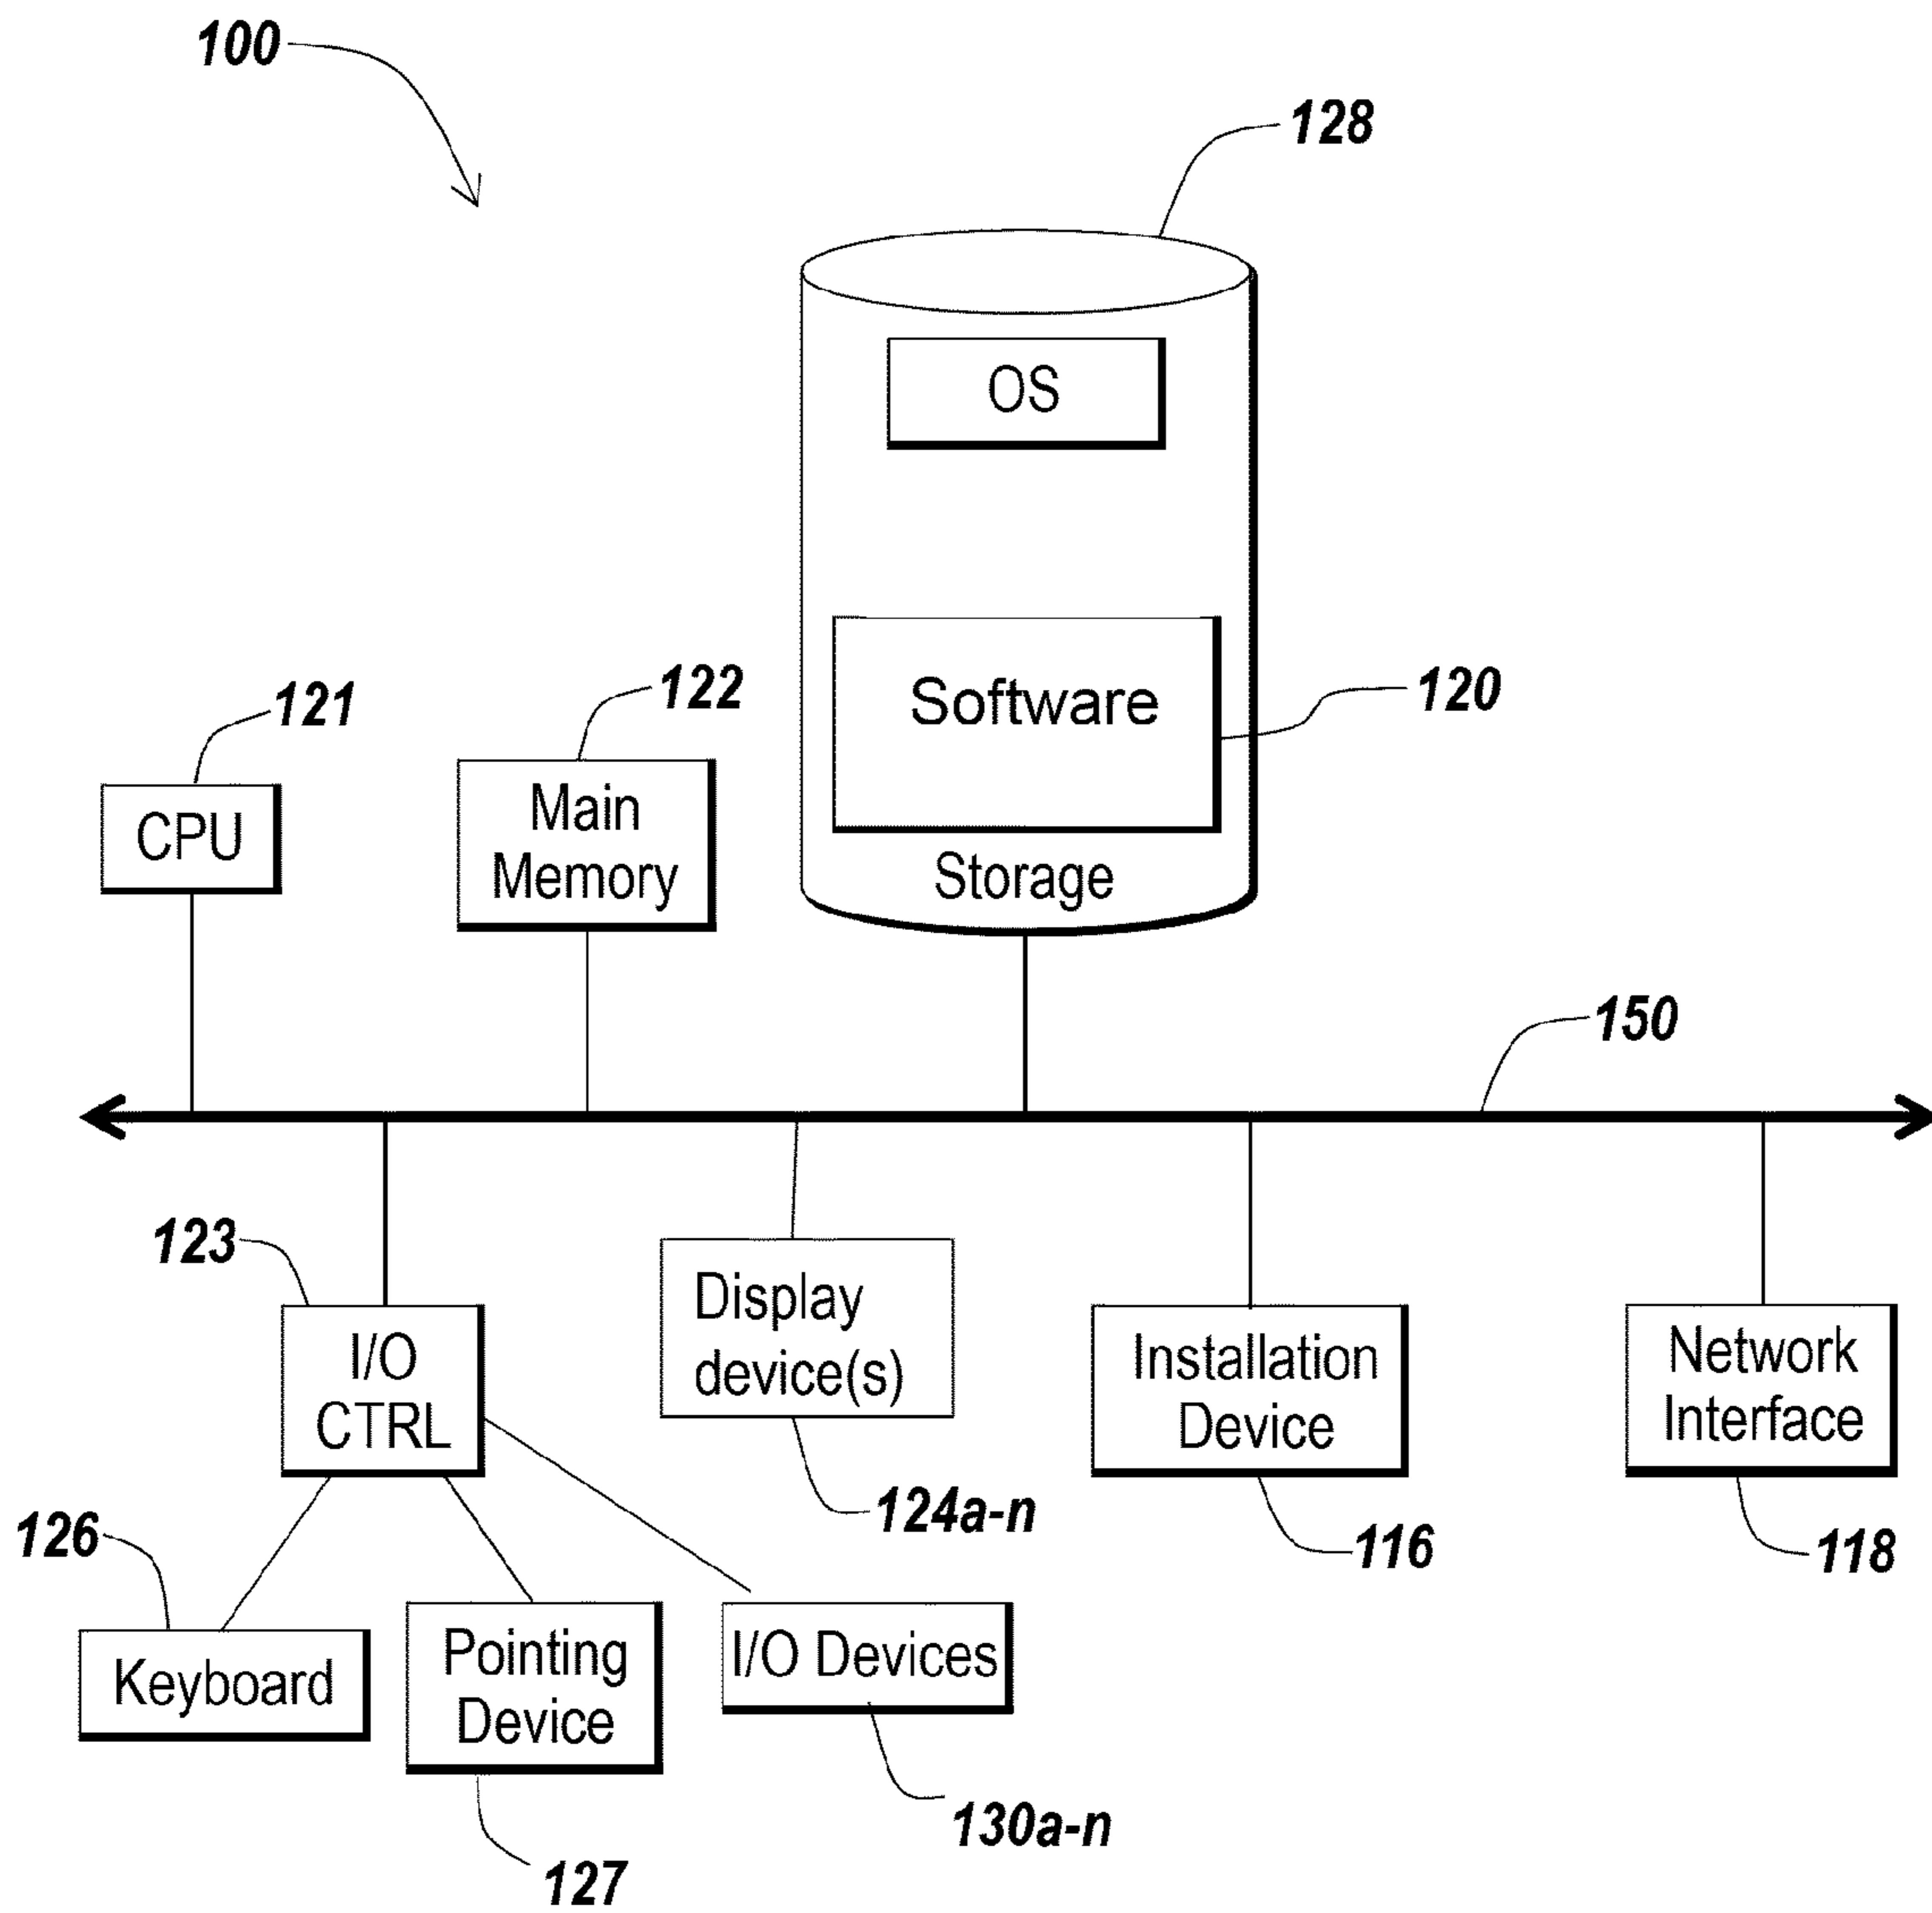 100
128
OS
Software
120
121
122
CPU
Main
Memory
Storage
150
123
I/O
CTRL
Display
device(s)
Installation
Device
Network
Interface
124a-n
116
118
126
Keyboard
Pointing
Device
I/O Devices
130a-n
127